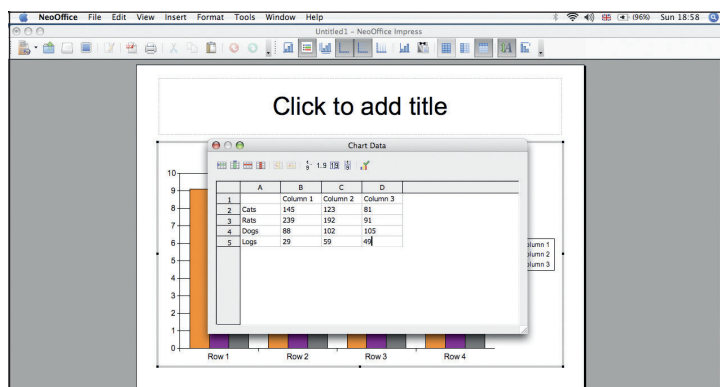 NeoOffice File Edit View Insert Format Tools Window Help (96%) Sun 18:58
Untitled1 – NeoOffice Impress
Click to add title
Chart Data
1.9
A B C D
1 Column 1 Column 2 Column 3
2 Cats 145 123 81
3 Rats 239 192 91
4 Dogs 88 102 105
5 Logs 29 59 49
10
9
8
7
6
5
4
3
2
1
0
olumn 1
olumn 2
olumn 3
Row 1 Row 2 Row 3 Row 4